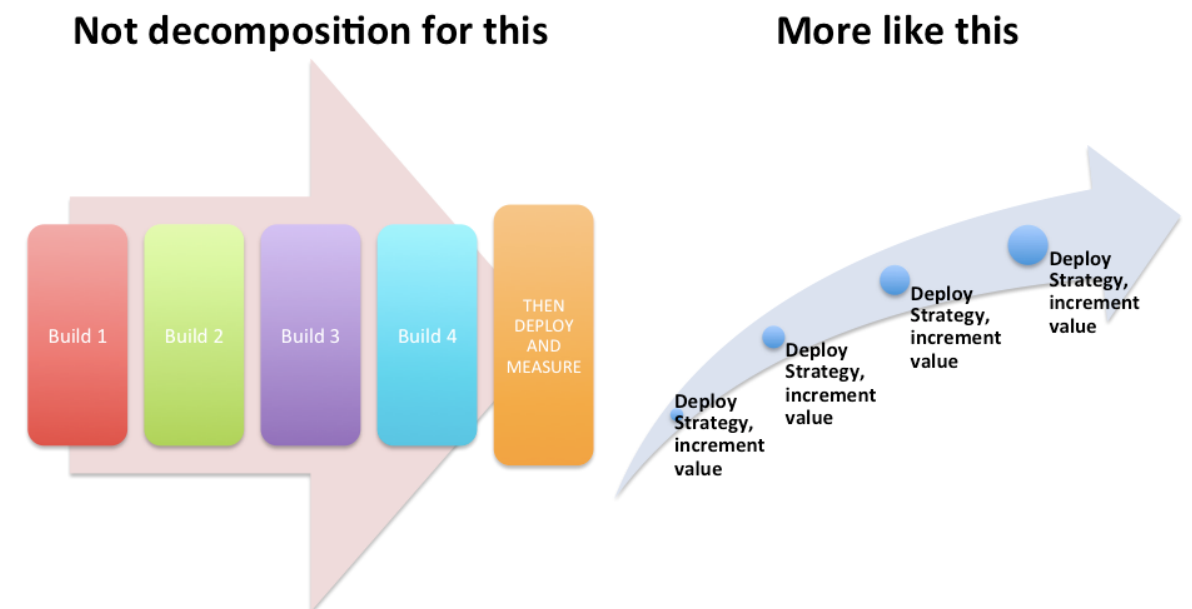 Not decomposition for this
More like this
Build 1
Build 2
Build 3
Build 4
THEN
DEPLOY
AND
MEASURE
Deploy
Strategy,
increment
value
Deploy
Strategy,
increment
value
Deploy
Strategy,
increment
value
Deploy
Strategy,
increment
value